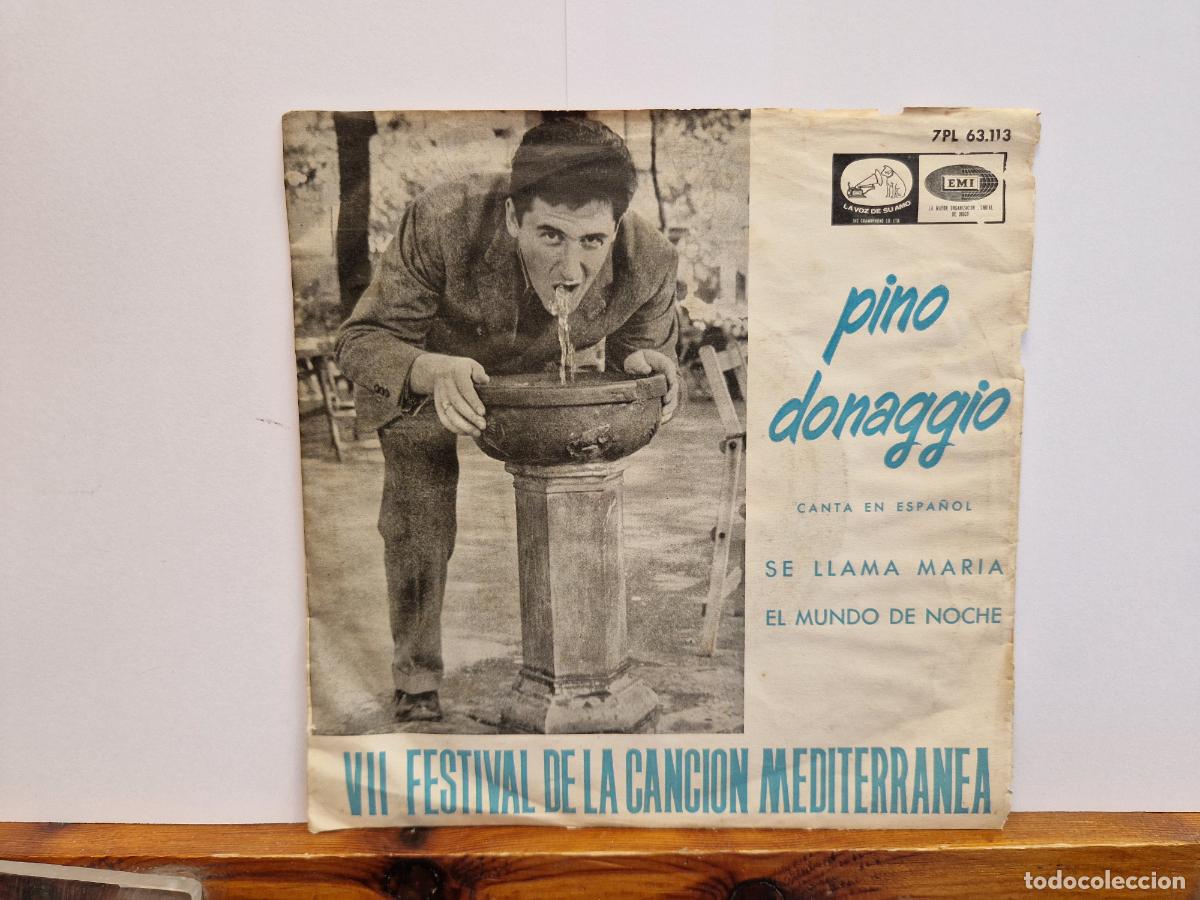 7PL 63.113
LA VOZ DE SU AMO
EMI
pino
donaggio
CANTA EN ESPAÑOL
SE LLAMA MARIA
EL MUNDO DE NOCHE
VII FESTIVAL DE LA CANCION MEDITERRANEA
todocoleccion